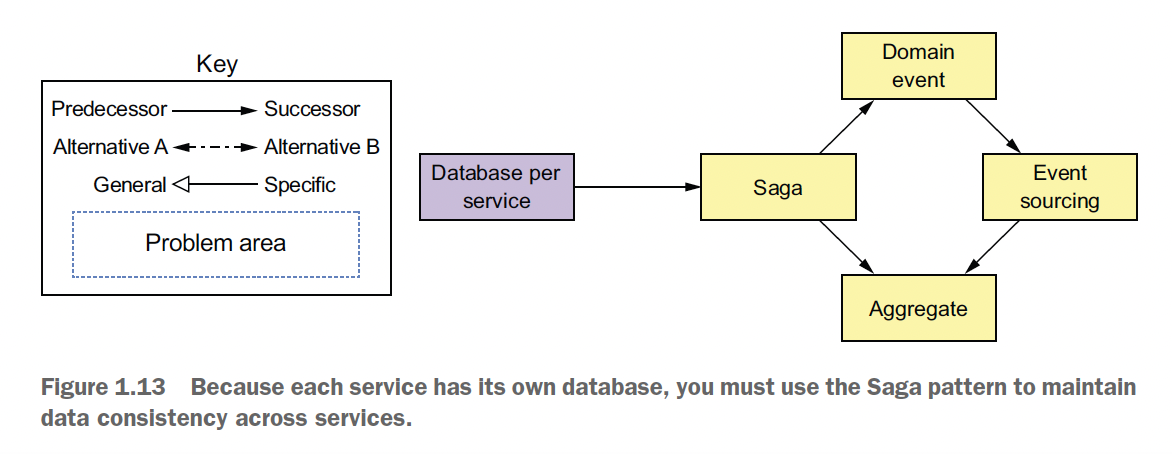 Key
Predecessor Successor
Alternative A Alternative B
General Specific
Problem area
Database per
service
Saga
Domain
event
Event
sourcing
Aggregate
Figure 1.13 Because each service has its own database, you must use the Saga pattern to maintain
data consistency across services.